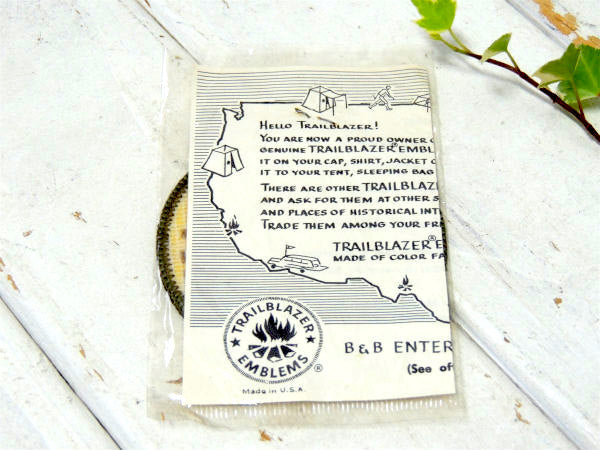 HELLO TRAILBLAZER!
YOU ARE NOW A PROUD OWNER
GENUINE TRAILBLAZER® EMBL
IT ON YOUR CAP, SHIRT, JACKET
IT TO YOUR TENT, SLEEPING BAG
THERE ARE OTHER TRAILBLAZ
AND ASK FOR THEM AT OTHER S
AND PLACES OF HISTORICAL INT
TRADE THEM AMONG YOUR FR
TRAILBLAZER® E
MADE OF COLOR FA
TRAILBLAZER
EMBLEMS
®
Made in U.S.A.
B & B ENTER
(See of